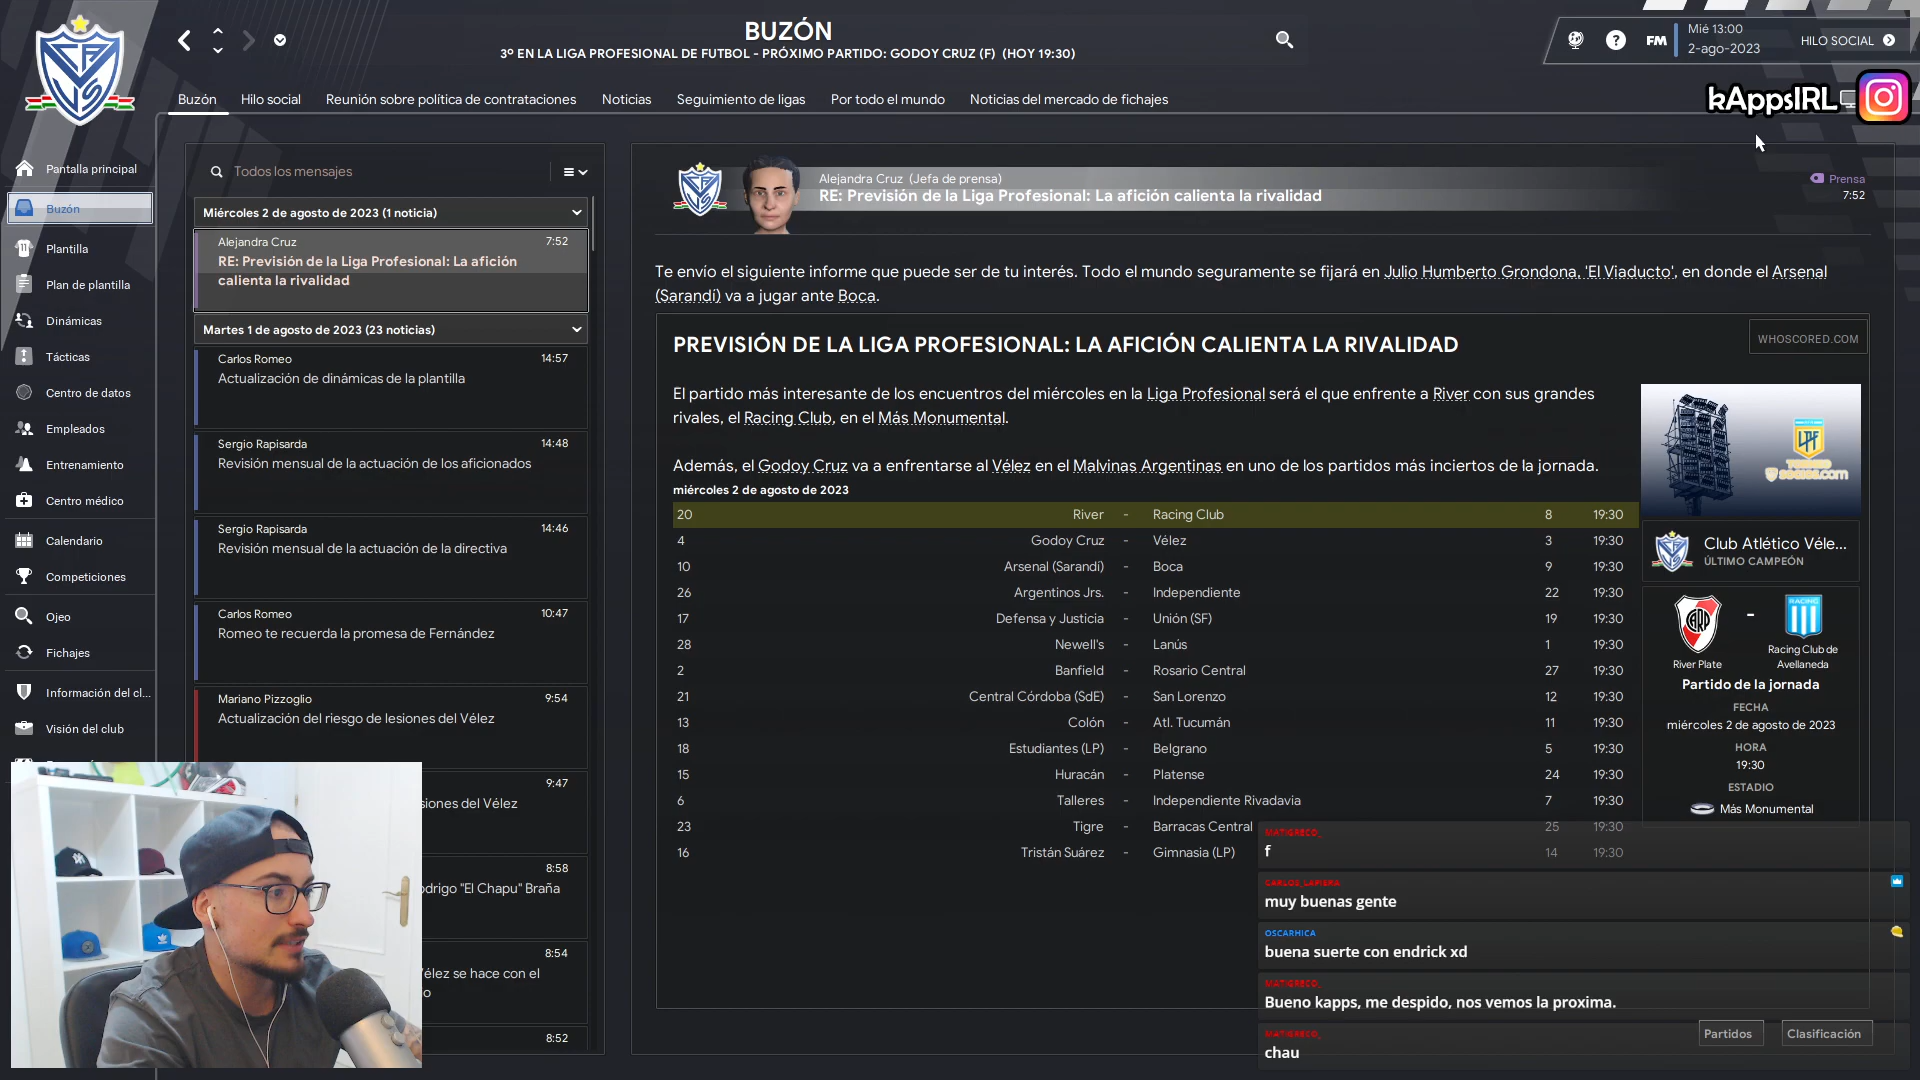 BUZÓN
3º EN LA LIGA PROFESIONAL DE FUTBOL - PRÓXIMO PARTIDO: GODOY CRUZ (F) (HOY 19:30)
FM
Mié 13:00
2-ago-2023
HILO SOCIAL
kAppsIRL
Buzón
Hilo social
Reunión sobre política de contrataciones
Noticias
Seguimiento de ligas
Por todo el mundo
Noticias del mercado de fichajes
Pantalla principal
Buzón
Plantilla
Plan de plantilla
Dinámicas
Tácticas
Centro de datos
Empleados
Entrenamiento
Centro médico
Calendario
Competiciones
Ojeo
Fichajes
Información del cl...
Visión del club
Todos los mensajes
Miércoles 2 de agosto de 2023 (1 noticia)
Alejandra Cruz 7:52
RE: Previsión de la Liga Profesional: La afición
calienta la rivalidad
Martes 1 de agosto de 2023 (23 noticias)
Carlos Romeo 14:57
Actualización de dinámicas de la plantilla
Sergio Rapisarda 14:48
Revisión mensual de la actuación de los aficionados
Sergio Rapisarda 14:46
Revisión mensual de la actuación de la directiva
Carlos Romeo 10:47
Romeo te recuerda la promesa de Fernández
Mariano Pizzoglio 9:54
Actualización del riesgo de lesiones del Vélez
9:47
siones del Vélez
8:58
odrigo "El Chapu" Braña
8:54
Vélez se hace con el
o
8:52
Alejandra Cruz (Jefa de prensa)
RE: Previsión de la Liga Profesional: La afición calienta la rivalidad
Prensa
7:52
Te envío el siguiente informe que puede ser de tu interés. Todo el mundo seguramente se fijará en Julio Humberto Grondona, 'El Viaducto', en donde el Arsenal
(Sarandí) va a jugar ante Boca.
PREVISIÓN DE LA LIGA PROFESIONAL: LA AFICIÓN CALIENTA LA RIVALIDAD
WHOSCORED.COM
El partido más interesante de los encuentros del miércoles en la Liga Profesional será el que enfrente a River con sus grandes
rivales, el Racing Club, en el Más Monumental.
Además, el Godoy Cruz va a enfrentarse al Vélez en el Malvinas Argentinas en uno de los partidos más inciertos de la jornada.
miércoles 2 de agosto de 2023
20 River - Racing Club 8 19:30
4 Godoy Cruz - Vélez 3 19:30
10 Arsenal (Sarandí) - Boca 9 19:30
26 Argentinos Jrs. - Independiente 22 19:30
17 Defensa y Justicia - Unión (SF) 19 19:30
28 Newell's - Lanús 1 19:30
2 Banfield - Rosario Central 27 19:30
21 Central Córdoba (SdE) - San Lorenzo 12 19:30
13 Colón - Atl. Tucumán 11 19:30
18 Estudiantes (LP) - Belgrano 5 19:30
15 Huracán - Platense 24 19:30
6 Talleres - Independiente Rivadavia 7 19:30
23 Tigre - Barracas Central 25 19:30
16 Tristán Suárez - Gimnasia (LP) 14 19:30
LPF
Club Atlético Véle...
ÚLTIMO CAMPEÓN
RACING
-
River Plate
Racing Club de
Avellaneda
Partido de la jornada
FECHA
miércoles 2 de agosto de 2023
HORA
19:30
ESTADIO
Más Monumental
MATIGRECO_
f
CARLOS_LAPIERA
muy buenas gente
OSCARHICA
buena suerte con endrick xd
MATIGRECO_
Bueno kapps, me despido, nos vemos la proxima.
MATIGRECO_
chau
Partidos
Clasificación